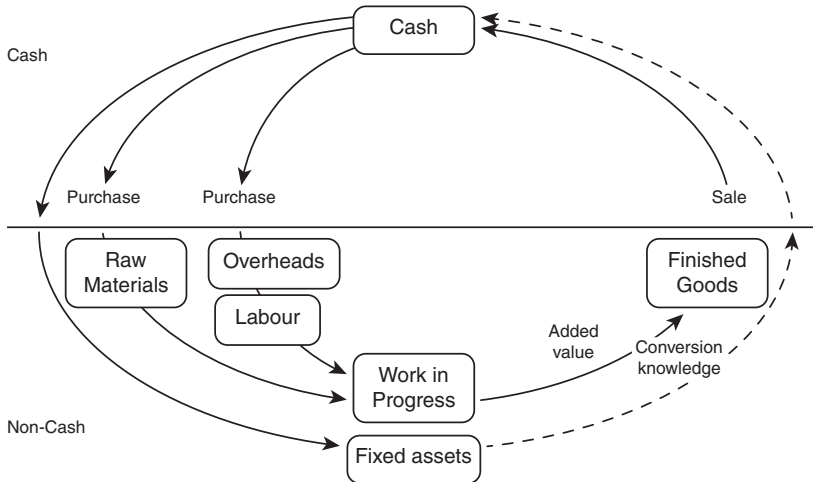 Cash
Cash
Purchase
Purchase
Sale
Raw
Materials
Overheads
Labour
Finished
Goods
Added
value
Conversion
knowledge
Work in
Progress
Non-Cash
Fixed assets